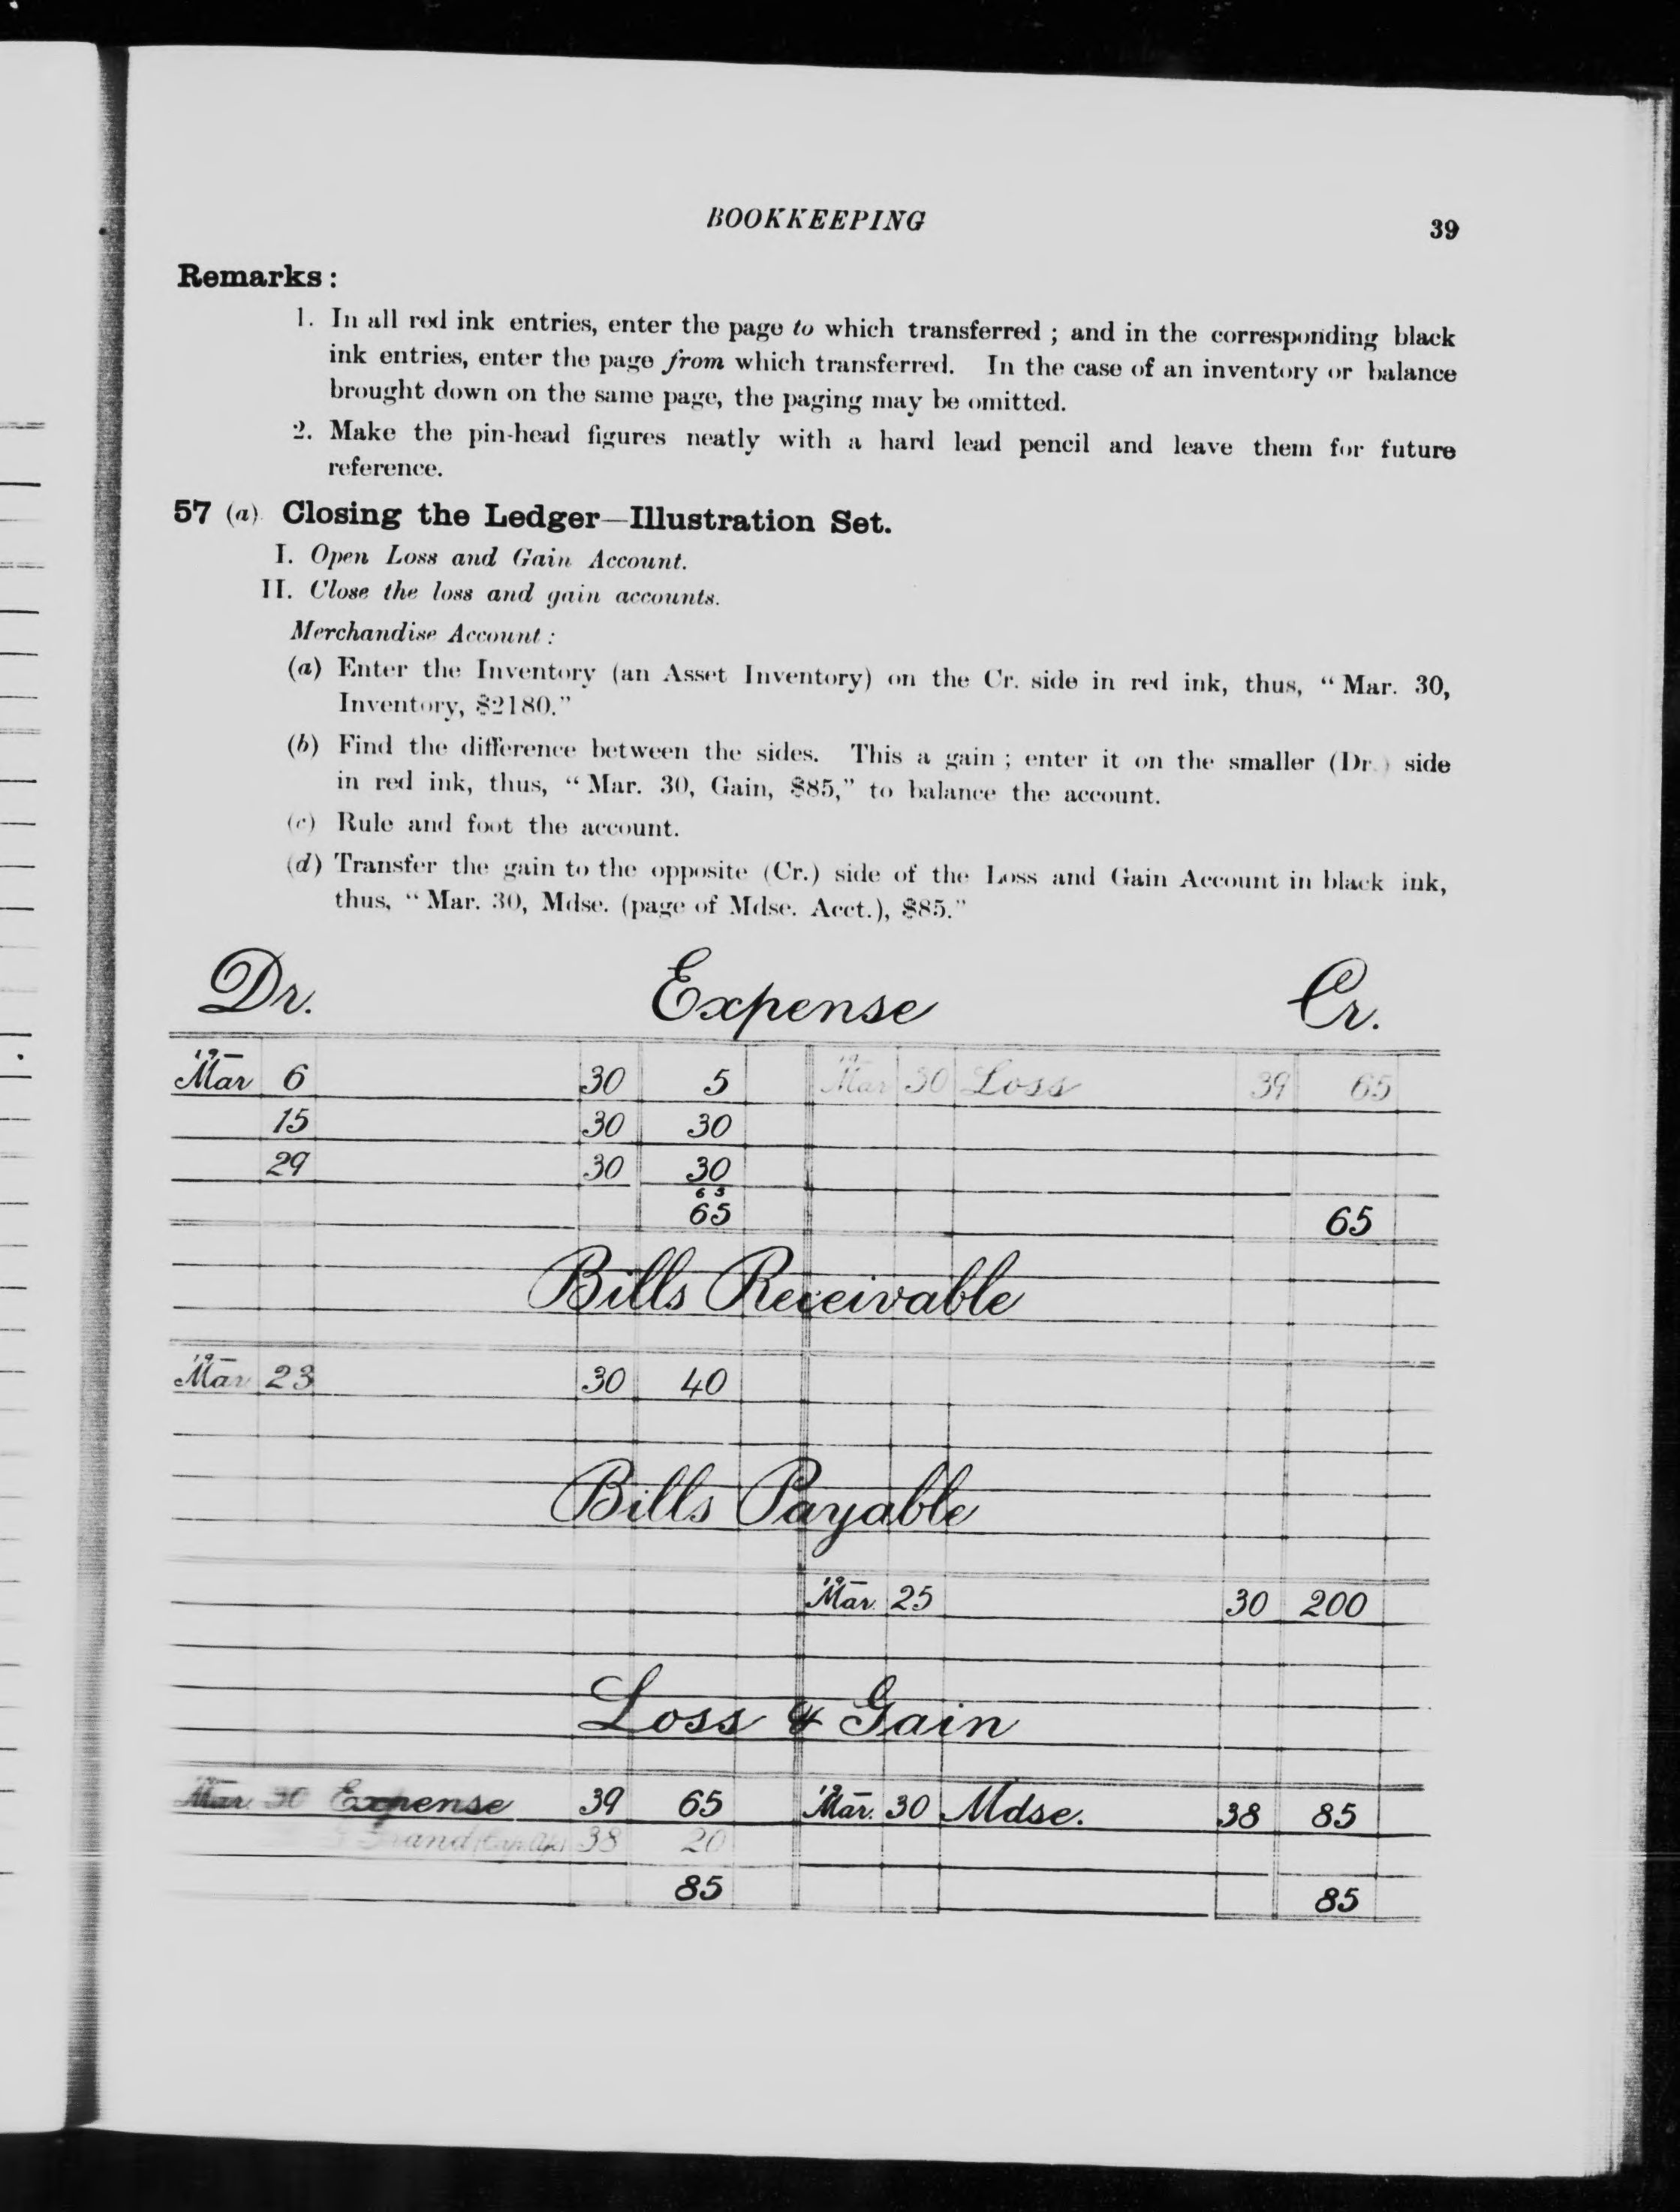 BOOKKEEPING 39
Remarks:
1. In all red ink entries, enter the page to which transferred ; and in the corresponding black
ink entries, enter the page from which transferred. In the case of an inventory or balance
brought down on the same page, the paging may be omitted.
2. Make the pin-head figures neatly with a hard lead pencil and leave them for future
reference.
57 (a) Closing the Ledger—Illustration Set.
I. Open Loss and Gain Account.
II. Close the loss and gain accounts.
Merchandise Account :
(a) Enter the Inventory (an Asset Inventory) on the Cr. side in red ink, thus, “ Mar. 30,
Inventory, $2180.”
(b) Find the difference between the sides. This a gain ; enter it on the smaller (Dr.) side
in red ink, thus, “ Mar. 30, Gain, $85,” to balance the account.
(c) Rule and foot the account.
(d) Transfer the gain to the opposite (Cr.) side of the Loss and Gain Account in black ink,
thus, “ Mar. 30, Mdse. (page of Mdse. Acct.), $85.”
Dr. Expense Cr.
19— 19—
Mar 6 30 5 Mar 30 Loss 39 65
15 30 30
29 30 30
65
65 65
Bills Receivable
19—
Mar 23 30 40
Bills Payable
19—
Mar. 25 30 200
Loss & Gain
19— 19—
Mar 30 Expense 39 65 Mar. 30 Mdse. 38 85
38 20
85 85